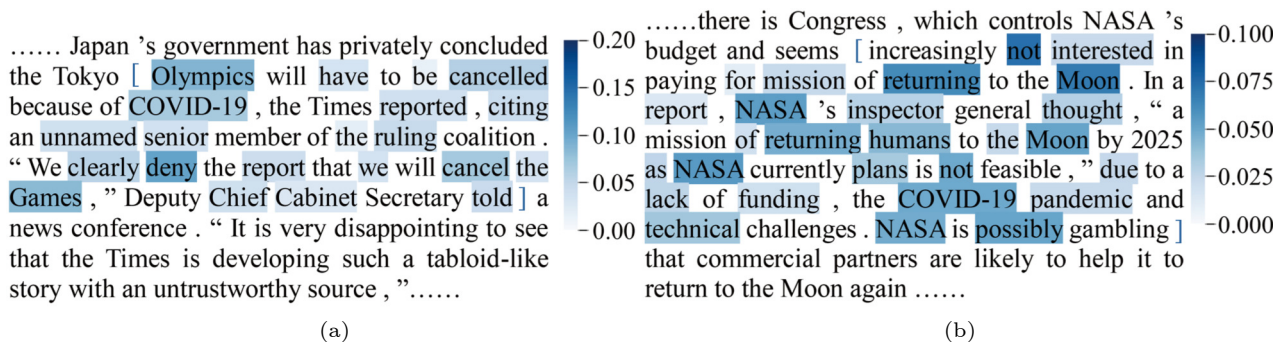 …… Japan 's government has privately concluded
the Tokyo [ Olympics will have to be cancelled
because of COVID-19 , the Times reported , citing
an unnamed senior member of the ruling coalition .
“ We clearly deny the report that we will cancel the
Games , ” Deputy Chief Cabinet Secretary told ] a
news conference . “ It is very disappointing to see
that the Times is developing such a tabloid-like
story with an untrustworthy source , ”……
0.20
0.15
0.10
0.05
0.00
(a)
……there is Congress , which controls NASA 's
budget and seems [ increasingly not interested in
paying for mission of returning to the Moon . In a
report , NASA 's inspector general thought , “ a
mission of returning humans to the Moon by 2025
as NASA currently plans is not feasible , ” due to a
lack of funding , the COVID-19 pandemic and
technical challenges . NASA is possibly gambling ]
that commercial partners are likely to help it to
return to the Moon again ……
0.100
0.075
0.050
0.025
0.000
(b)